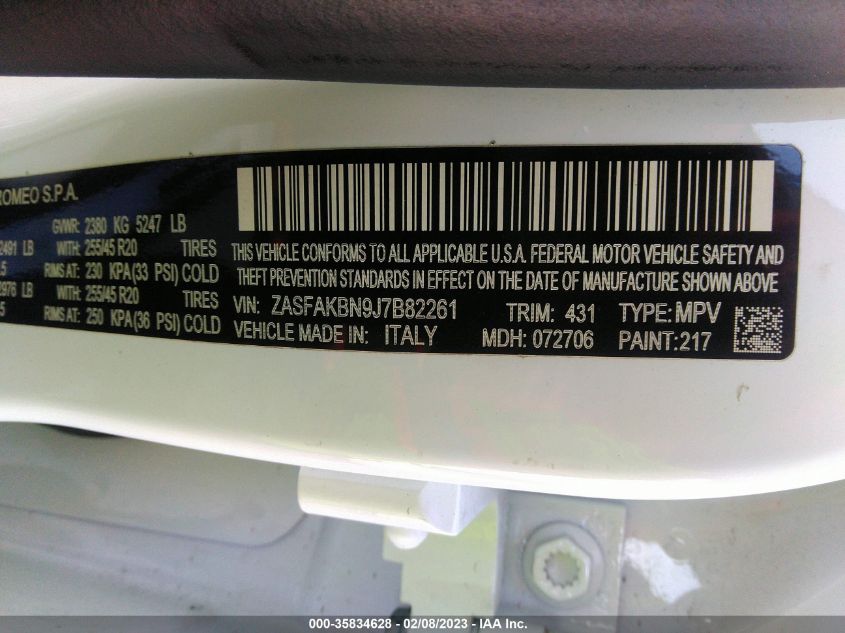 ROMEO S.P.A.
GVWR: 2380 KG 5247 LB
2491 LB WITH: 255/45 R20 TIRES
.5 RIMS AT: 230 KPA (33 PSI) COLD
2976 LB WITH: 255/45 R20 TIRES
5 RIMS AT: 250 KPA (36 PSI) COLD
THIS VEHICLE CONFORMS TO ALL APPLICABLE U.S.A. FEDERAL MOTOR VEHICLE SAFETY AND
THEFT PREVENTION STANDARDS IN EFFECT ON THE DATE OF MANUFACTURE SHOWN ABOVE
VIN: ZASFAKBN9J7B82261 TRIM: 431 TYPE: MPV
VEHICLE MADE IN: ITALY MDH: 072706 PAINT: 217
000-35834628 - 02/08/2023 - IAA Inc.